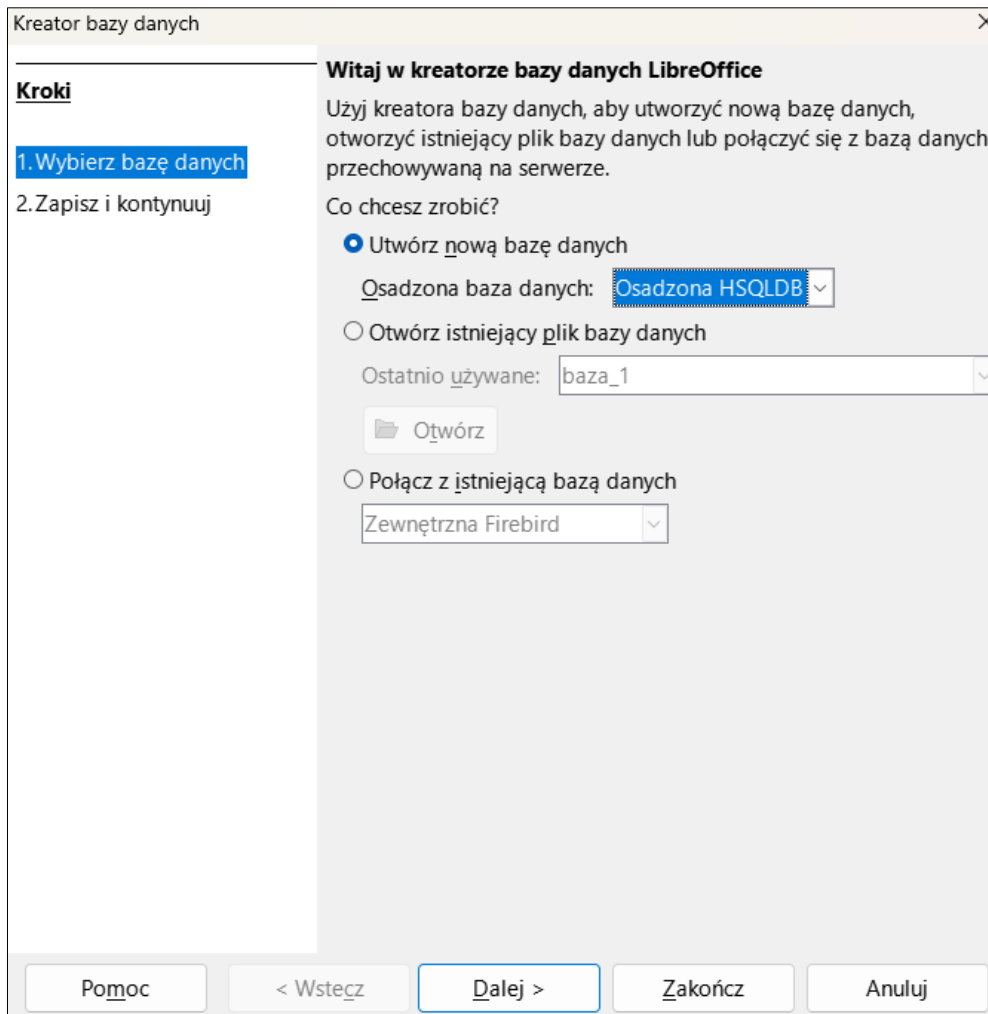 Kreator bazy danych
Kroki
1.Wybierz bazę danych
2.Zapisz i kontynuuj
Witaj w kreatorze bazy danych LibreOffice
Użyj kreatora bazy danych, aby utworzyć nową bazę danych,
otworzyć istniejący plik bazy danych lub połączyć się z bazą danych
przechowywaną na serwerze.
Co chcesz zrobić?
Utwórz nową bazę danych
Osadzona baza danych: Osadzona HSQLDB
Otwórz istniejący plik bazy danych
Ostatnio używane: baza_1
Otwórz
Połącz z istniejącą bazą danych
Zewnętrzna Firebird
Pomoc < Wstecz Dalej > Zakończ Anuluj